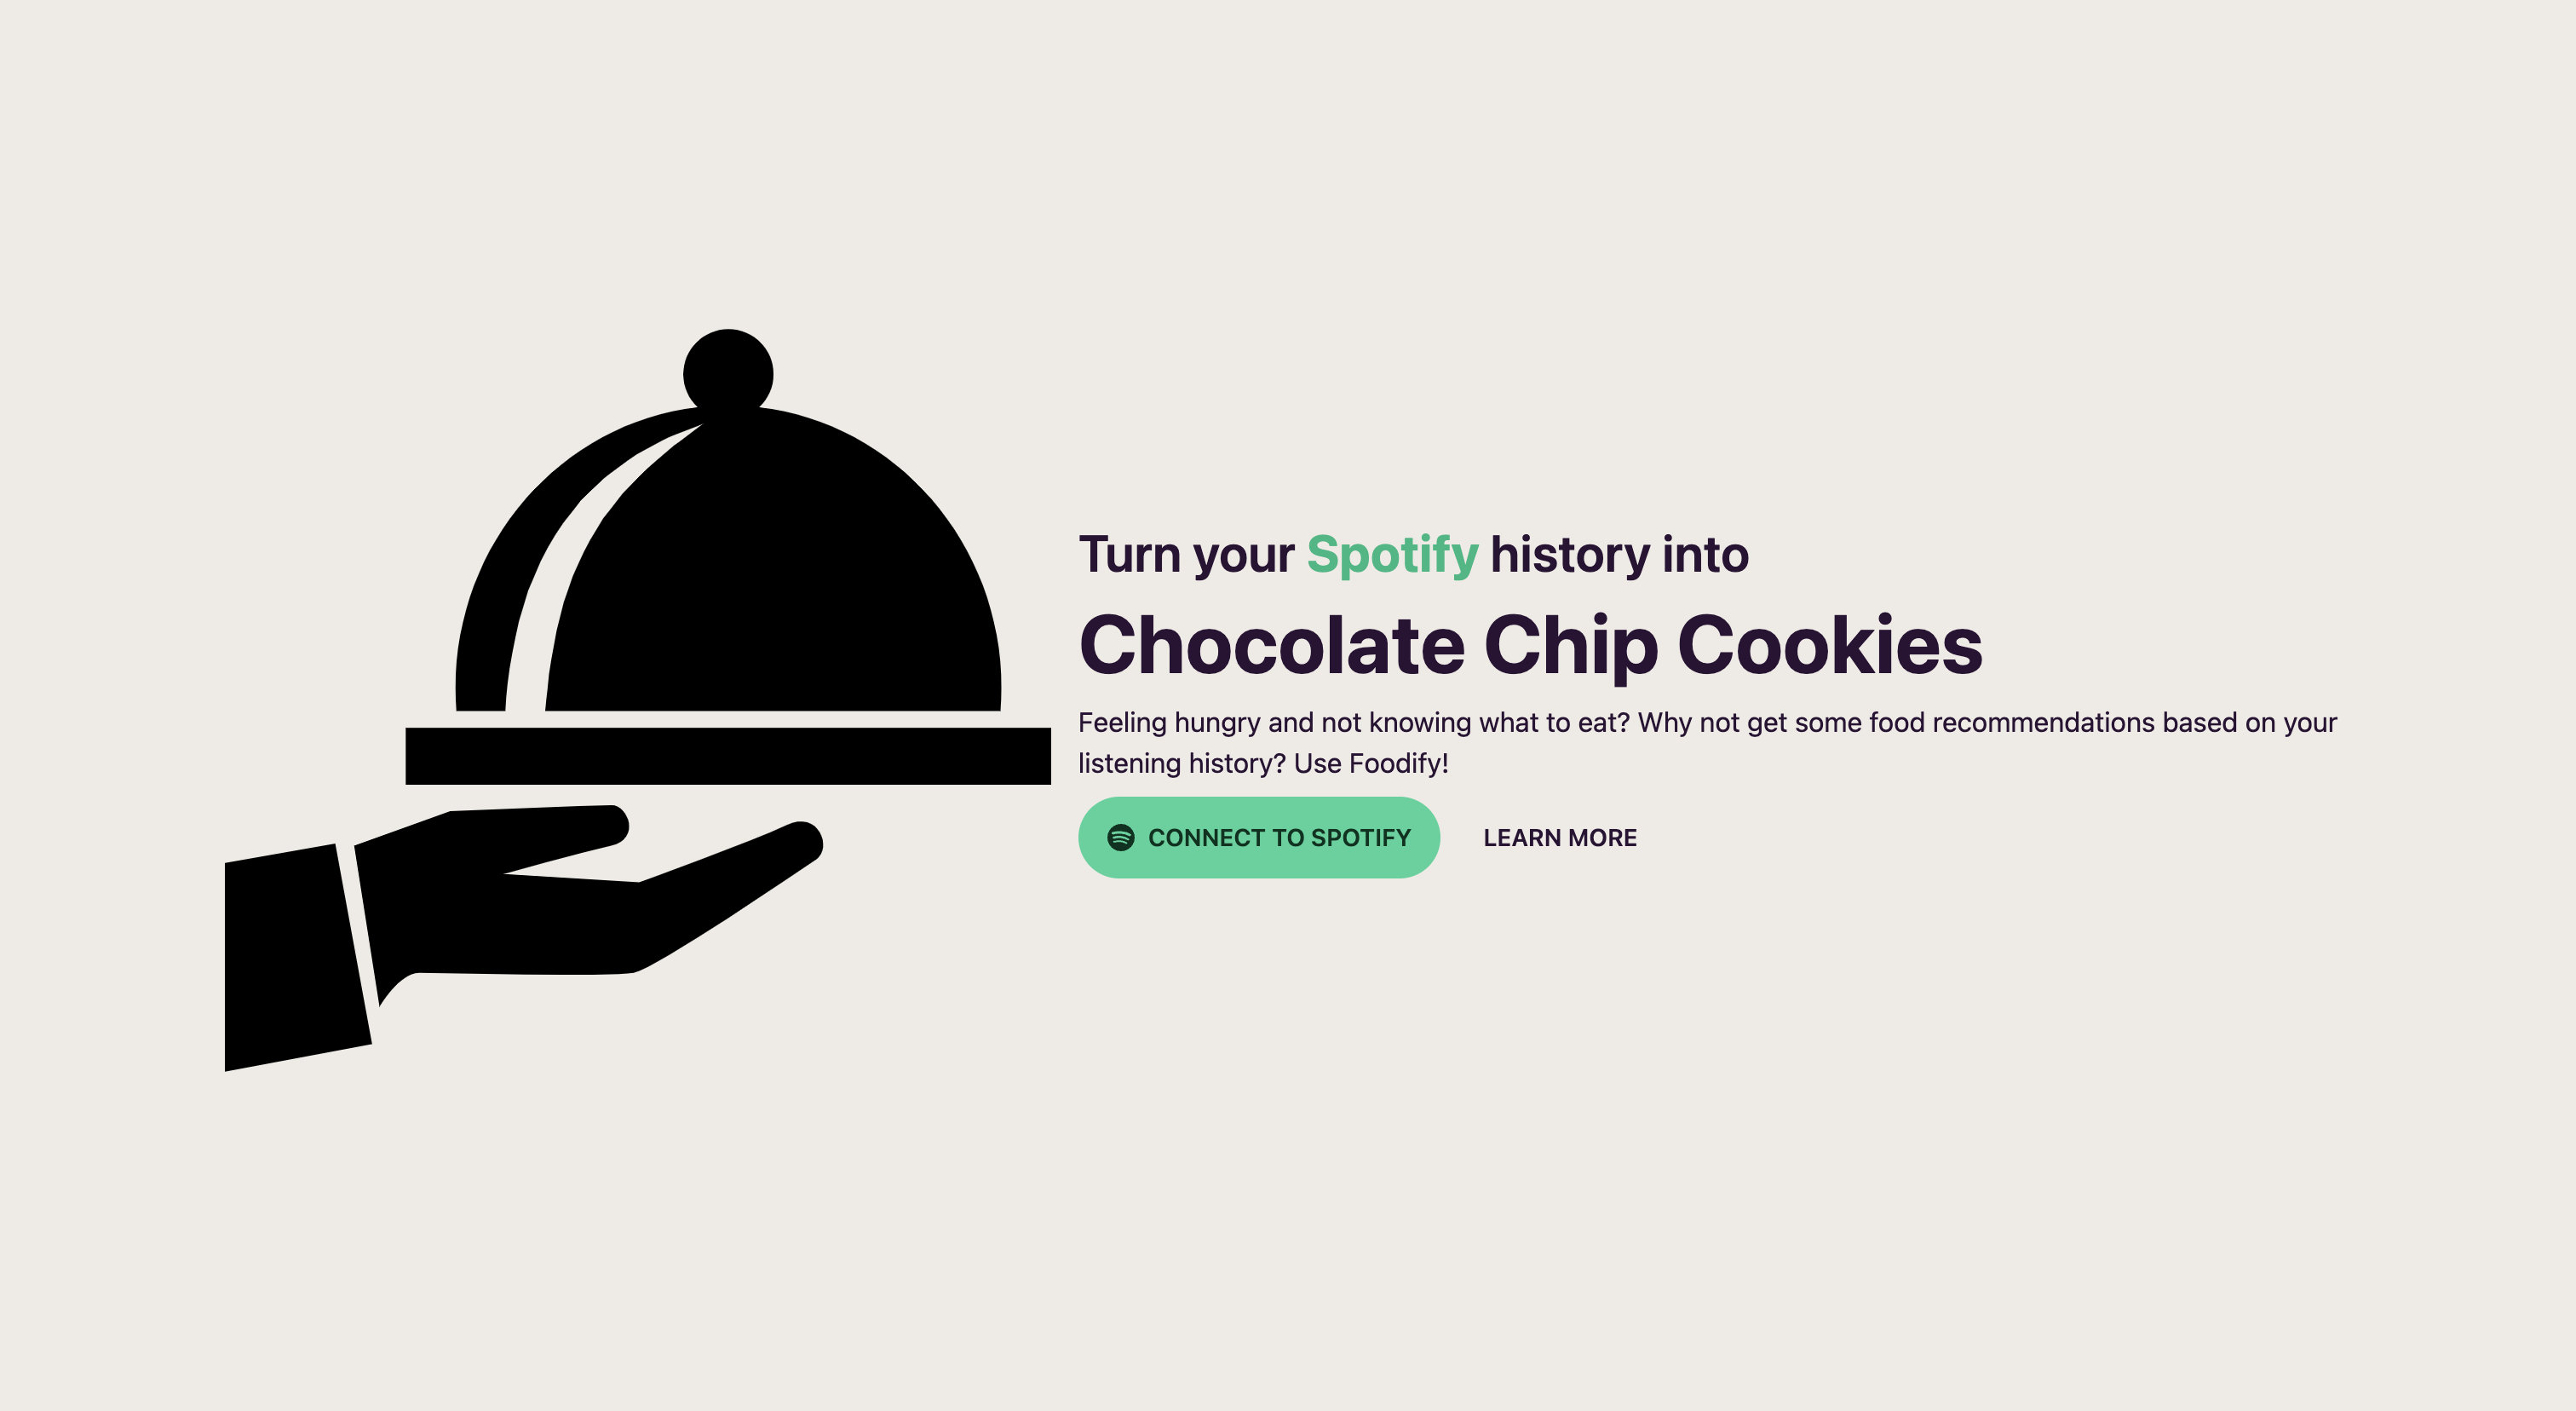 Turn your Spotify history into
Chocolate Chip Cookies
Feeling hungry and not knowing what to eat? Why not get some food recommendations based on your
listening history? Use Foodify!
CONNECT TO SPOTIFY
LEARN MORE